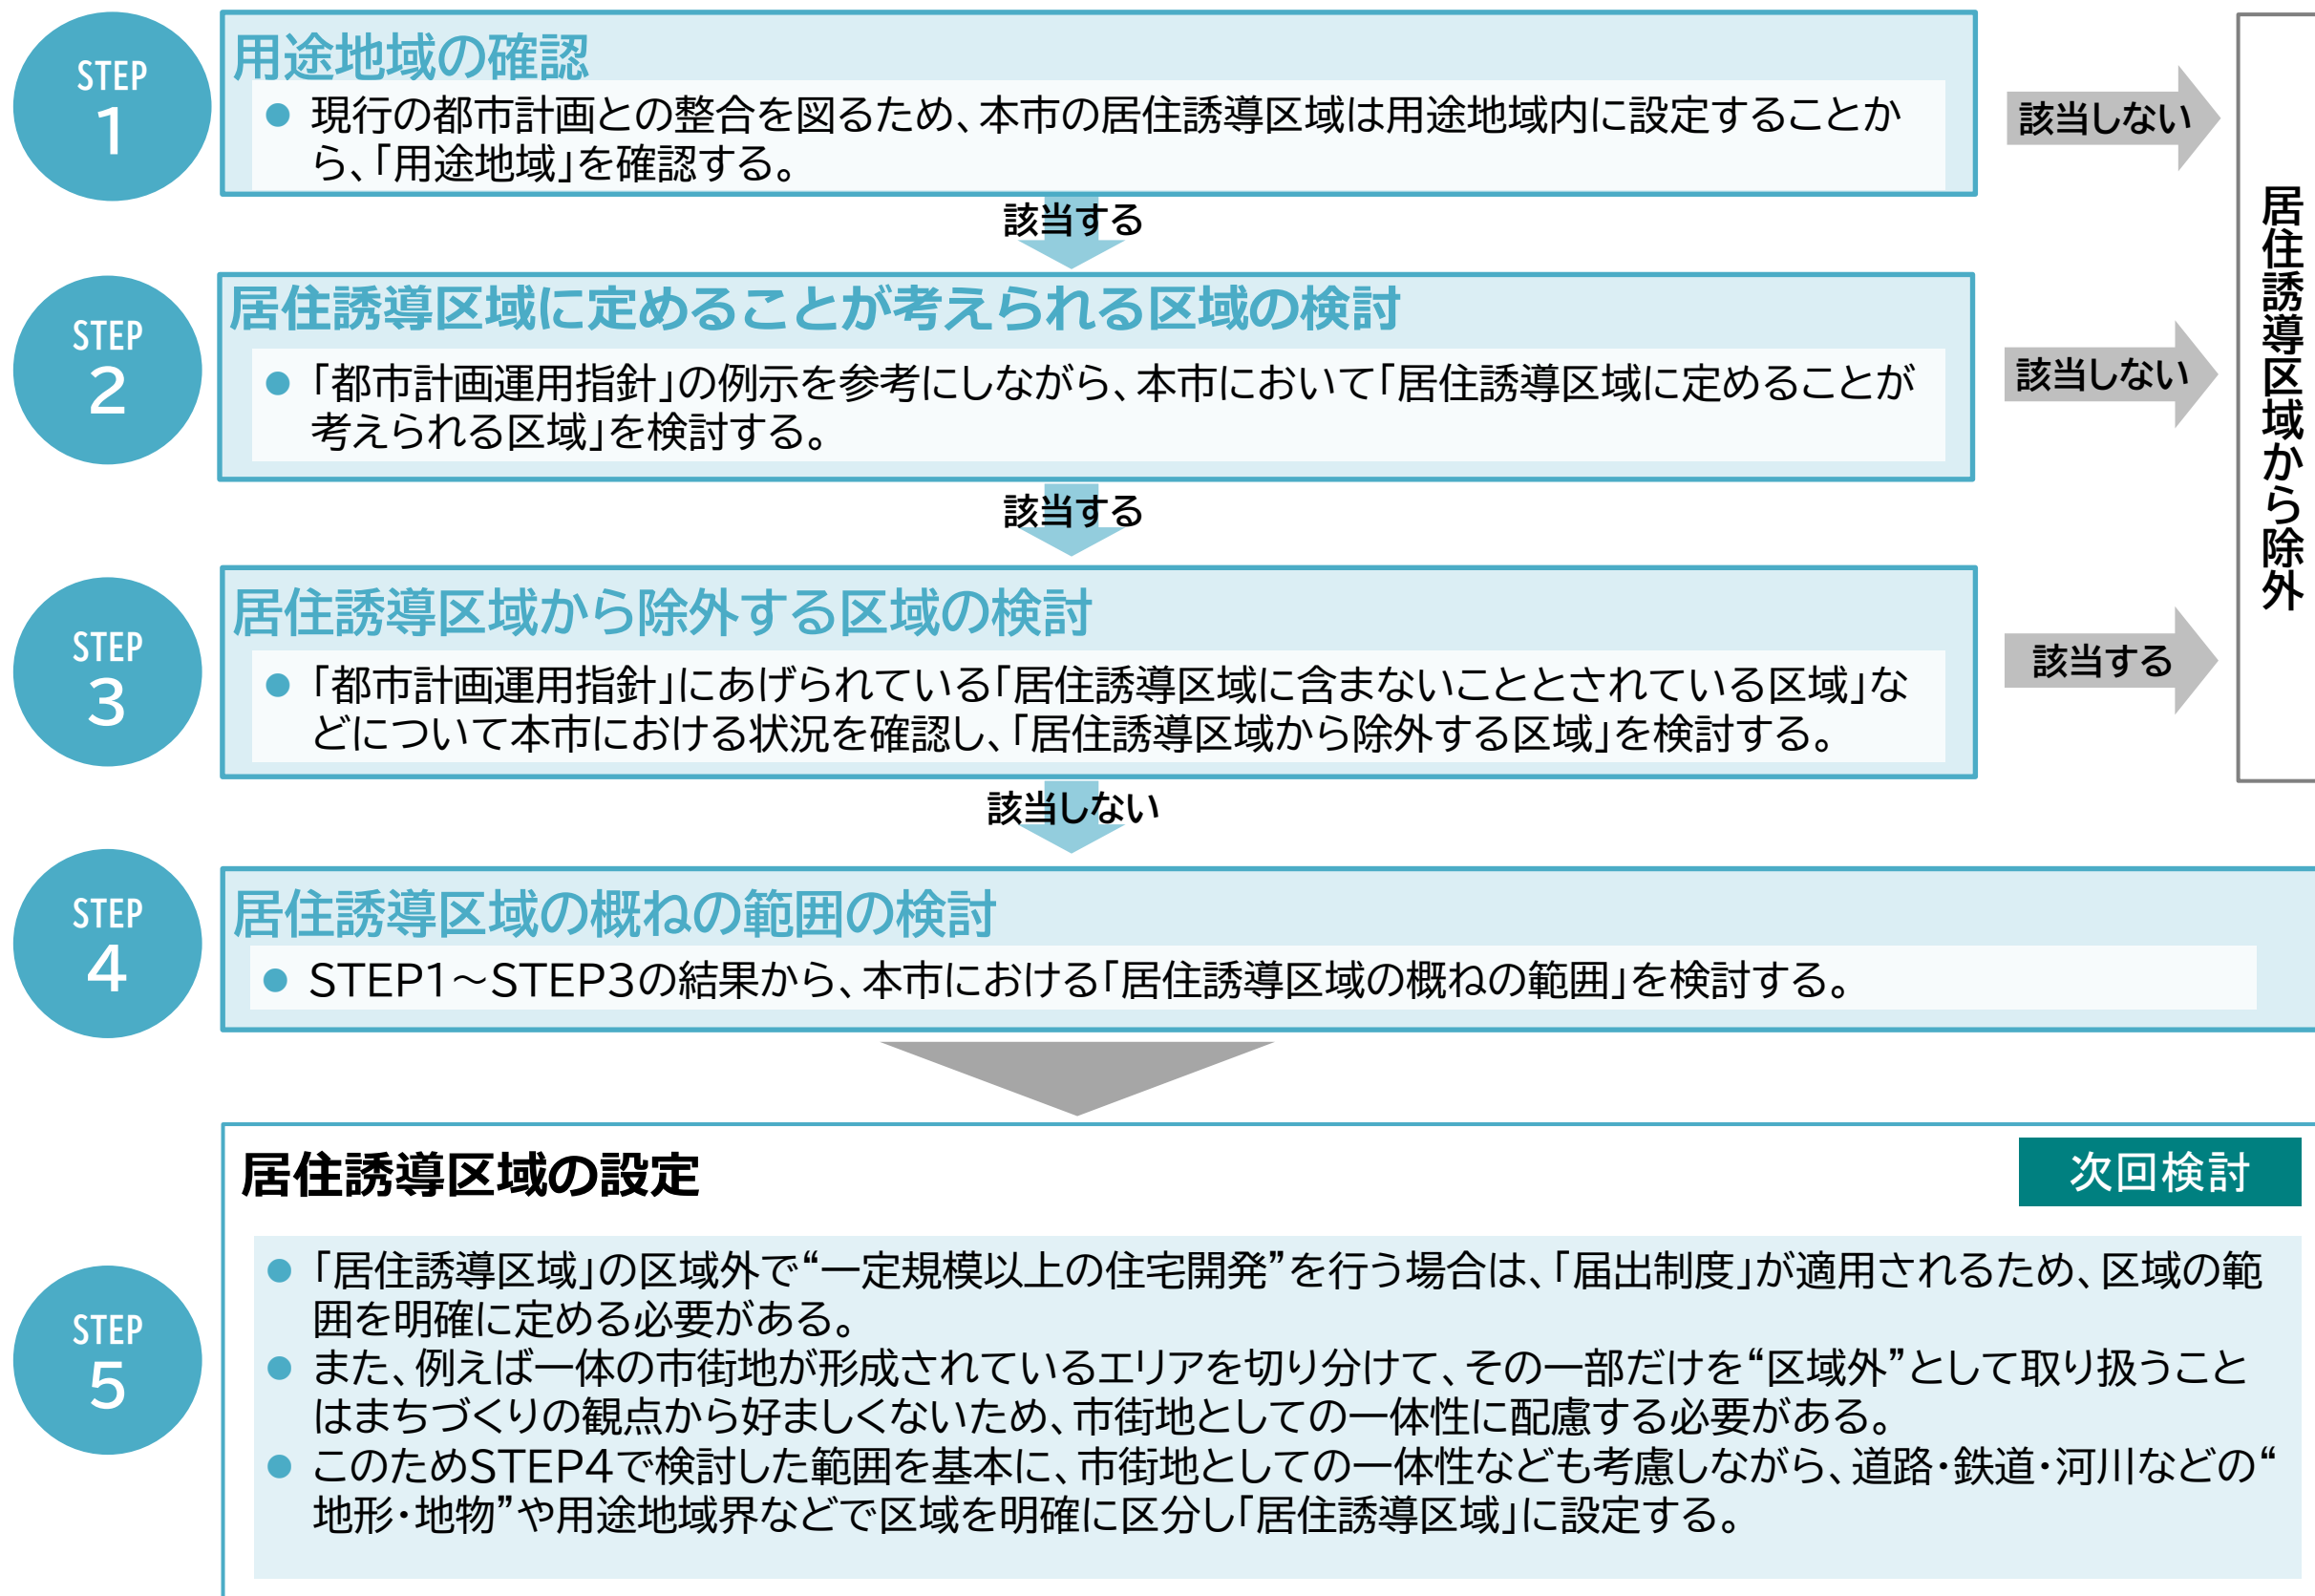 STEP
1
用途地域の確認
● 現行の都市計画との整合を図るため、本市の居住誘導区域は用途地域内に設定することか
ら、「用途地域」を確認する。
該当しない
該当する
STEP
2
居住誘導区域に定めることが考えられる区域の検討
● 「都市計画運用指針」の例示を参考にしながら、本市において「居住誘導区域に定めることが
考えられる区域」を検討する。
該当しない
該当する
STEP
3
居住誘導区域から除外する区域の検討
● 「都市計画運用指針」にあげられている「居住誘導区域に含まないこととされている区域」な
どについて本市における状況を確認し、「居住誘導区域から除外する区域」を検討する。
該当する
居住誘導区域から除外
該当しない
STEP
4
居住誘導区域の概ねの範囲の検討
● STEP1～STEP3の結果から、本市における「居住誘導区域の概ねの範囲」を検討する。
STEP
5
居住誘導区域の設定
次回検討
● 「居住誘導区域」の区域外で“一定規模以上の住宅開発”を行う場合は、「届出制度」が適用されるため、区域の範
囲を明確に定める必要がある。
● また、例えば一体の市街地が形成されているエリアを切り分けて、その一部だけを“区域外”として取り扱うこと
はまちづくりの観点から好ましくないため、市街地としての一体性に配慮する必要がある。
● このためSTEP4で検討した範囲を基本に、市街地としての一体性なども考慮しながら、道路・鉄道・河川などの“
地形・地物”や用途地域界などで区域を明確に区分し「居住誘導区域」に設定する。